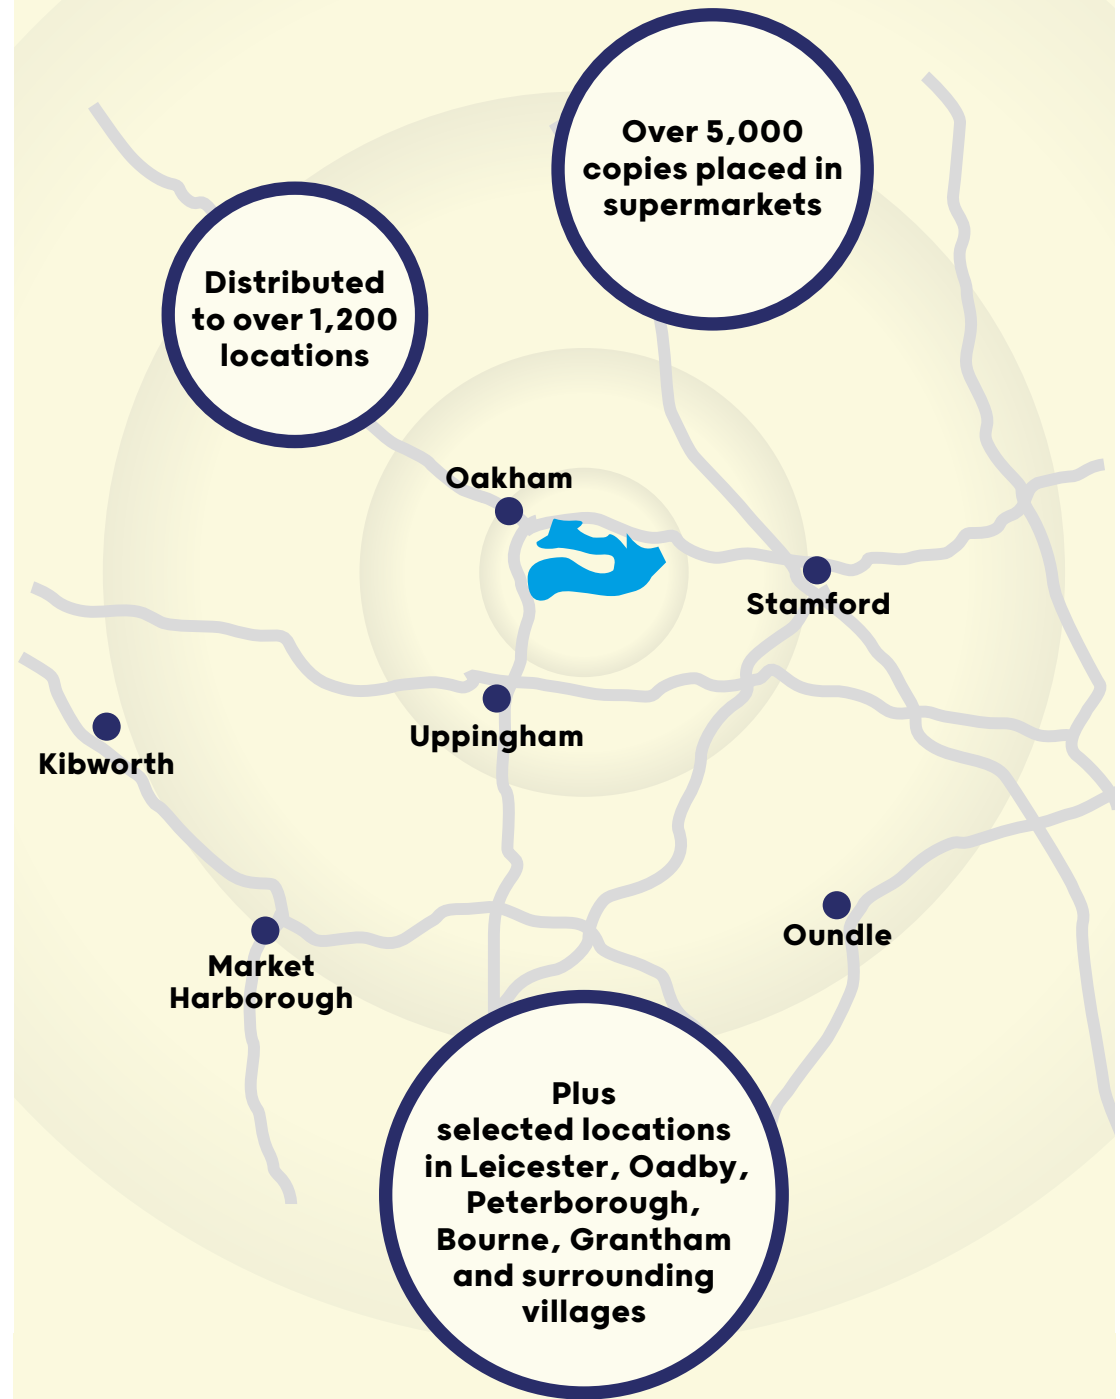 Over 5,000
copies placed in
supermarkets
Distributed
to over 1,200
locations
Oakham
Stamford
Uppingham
Kibworth
Oundle
Market
Harborough
Plus
selected locations
in Leicester, Oadby,
Peterborough,
Bourne, Grantham
and surrounding
villages